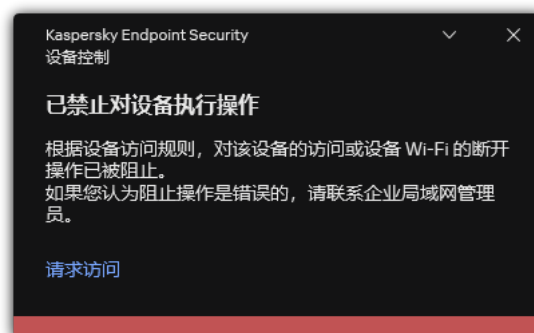 Kaspersky Endpoint Security
设备控制
已禁止对设备执行操作
根据设备访问规则，对该设备的访问或设备 Wi-Fi 的断开
操作已被阻止。
如果您认为阻止操作是错误的，请联系企业局域网管理
员。
请求访问